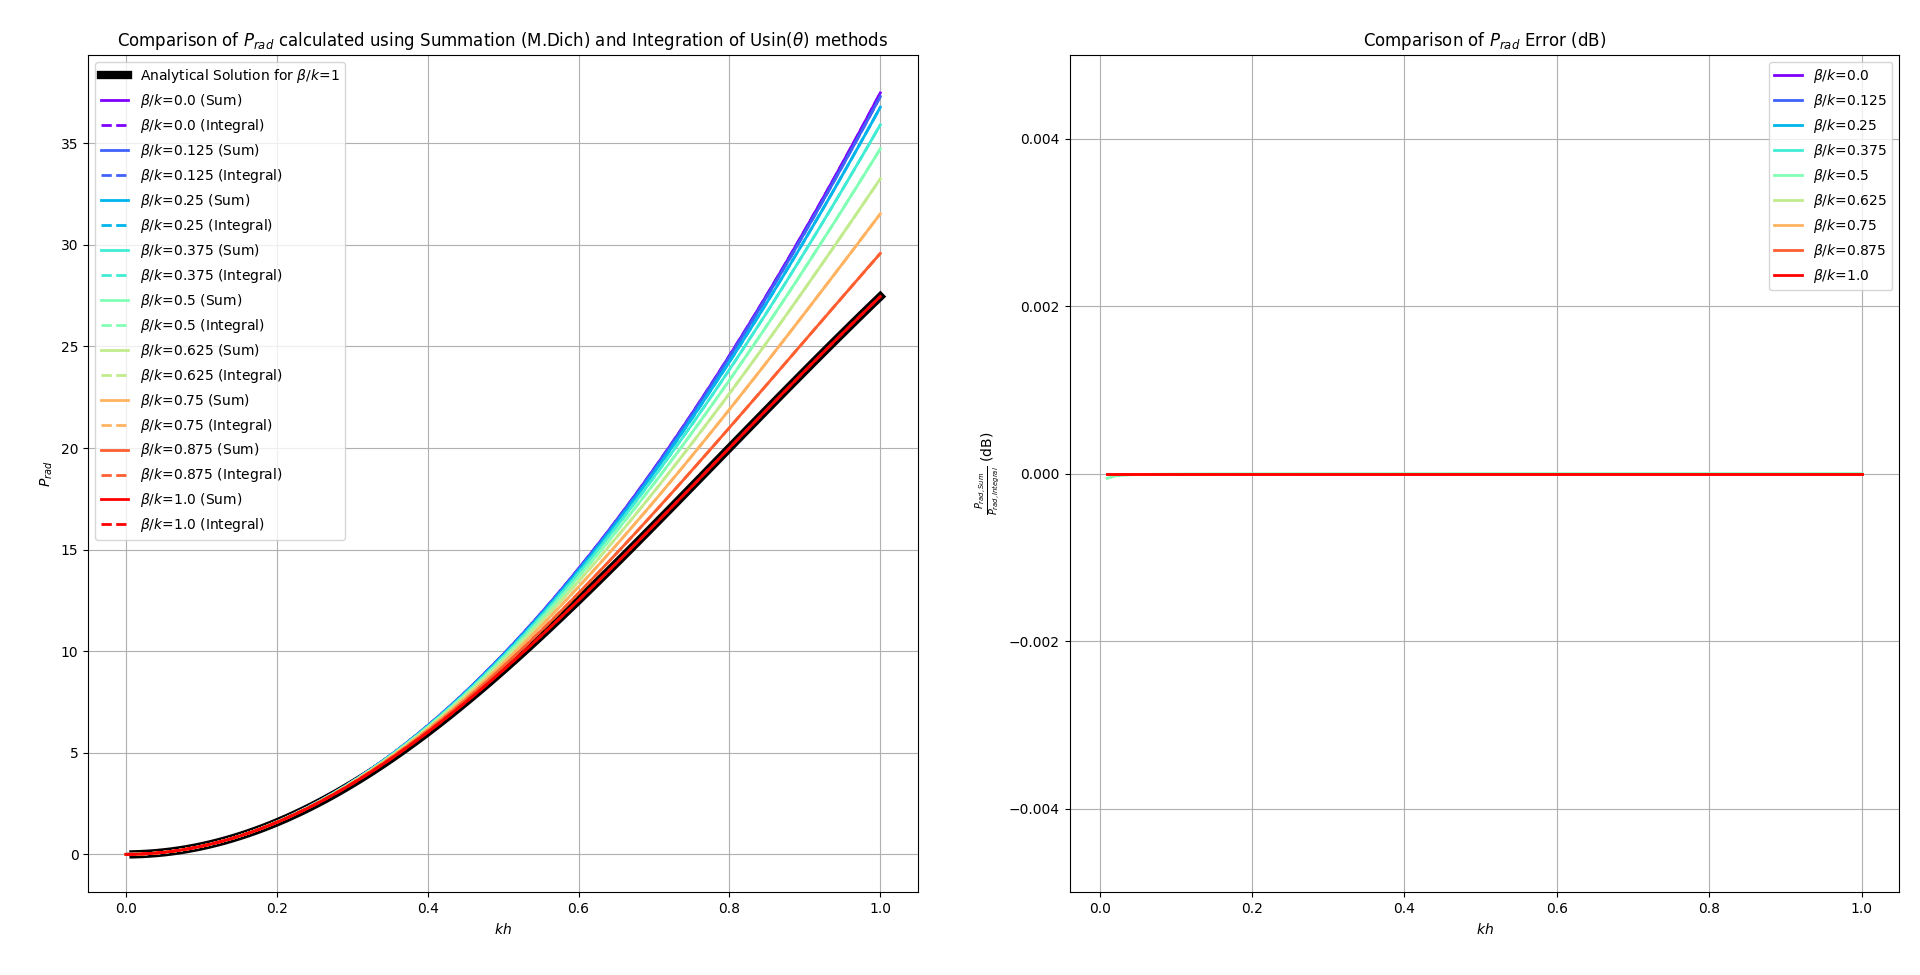 Comparison of P_rad calculated using Summation (M.Dich) and Integration of Usin(θ) methods
Analytical Solution for β/k=1
β/k=0.0 (Sum)
β/k=0.0 (Integral)
β/k=0.125 (Sum)
β/k=0.125 (Integral)
β/k=0.25 (Sum)
β/k=0.25 (Integral)
β/k=0.375 (Sum)
β/k=0.375 (Integral)
β/k=0.5 (Sum)
β/k=0.5 (Integral)
β/k=0.625 (Sum)
β/k=0.625 (Integral)
β/k=0.75 (Sum)
β/k=0.75 (Integral)
β/k=0.875 (Sum)
β/k=0.875 (Integral)
β/k=1.0 (Sum)
β/k=1.0 (Integral)
35
30
25
20
15
10
5
0
P_rad
0.0 0.2 0.4 0.6 0.8 1.0
kh
Comparison of P_rad Error (dB)
β/k=0.0
β/k=0.125
β/k=0.25
β/k=0.375
β/k=0.5
β/k=0.625
β/k=0.75
β/k=0.875
β/k=1.0
0.004
0.002
0.000
−0.002
−0.004
P_rad,Sum / P_rad,Integral (dB)
0.0 0.2 0.4 0.6 0.8 1.0
kh